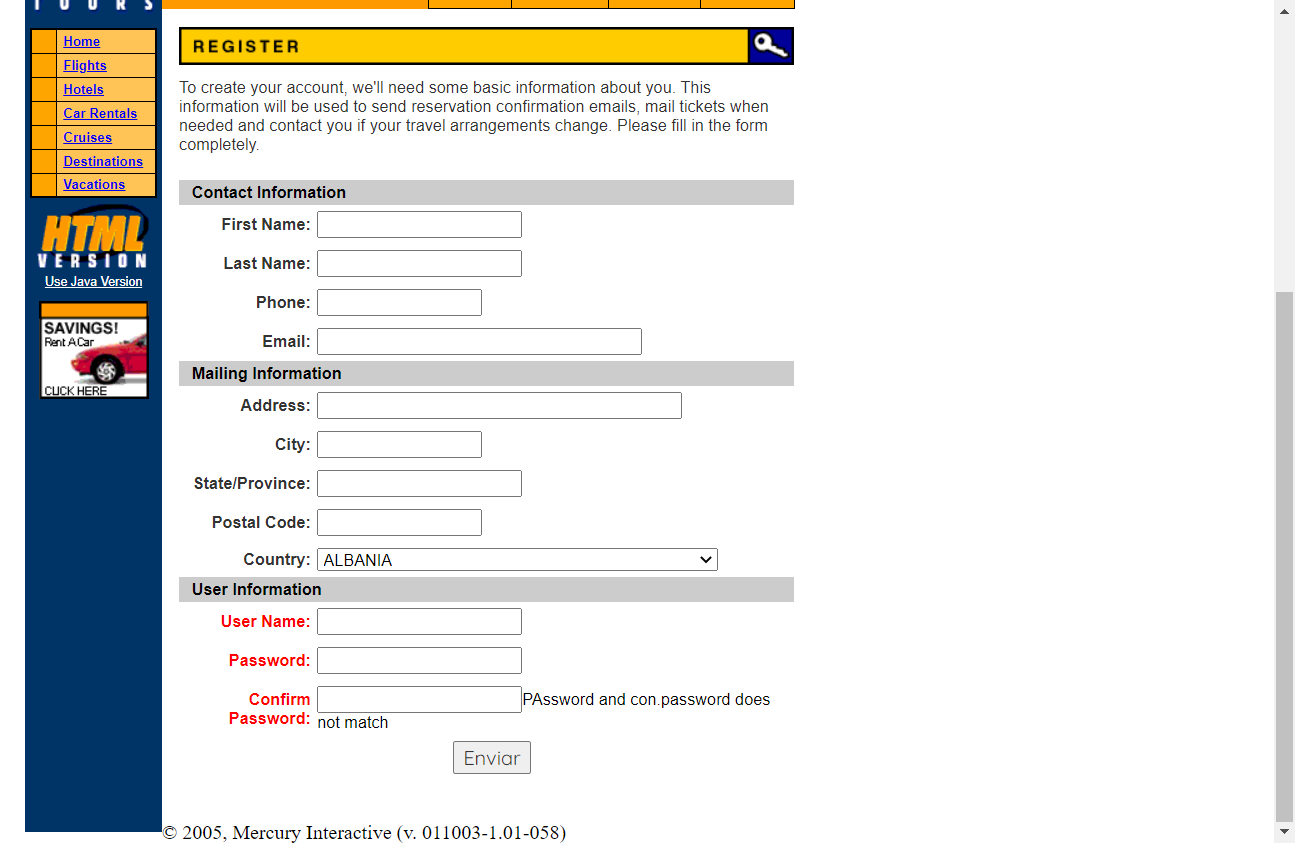 TOURS
Home
Flights
Hotels
Car Rentals
Cruises
Destinations
Vacations
HTML
VERSION
Use Java Version
SAVINGS!
Rent A Car
CLICK HERE
REGISTER
To create your account, we'll need some basic information about you. This
information will be used to send reservation confirmation emails, mail tickets when
needed and contact you if your travel arrangements change. Please fill in the form
completely.
Contact Information
First Name:
Last Name:
Phone:
Email:
Mailing Information
Address:
City:
State/Province:
Postal Code:
Country: ALBANIA
User Information
User Name:
Password:
Confirm PAssword and con.password does
Password: not match
Enviar
© 2005, Mercury Interactive (v. 011003-1.01-058)